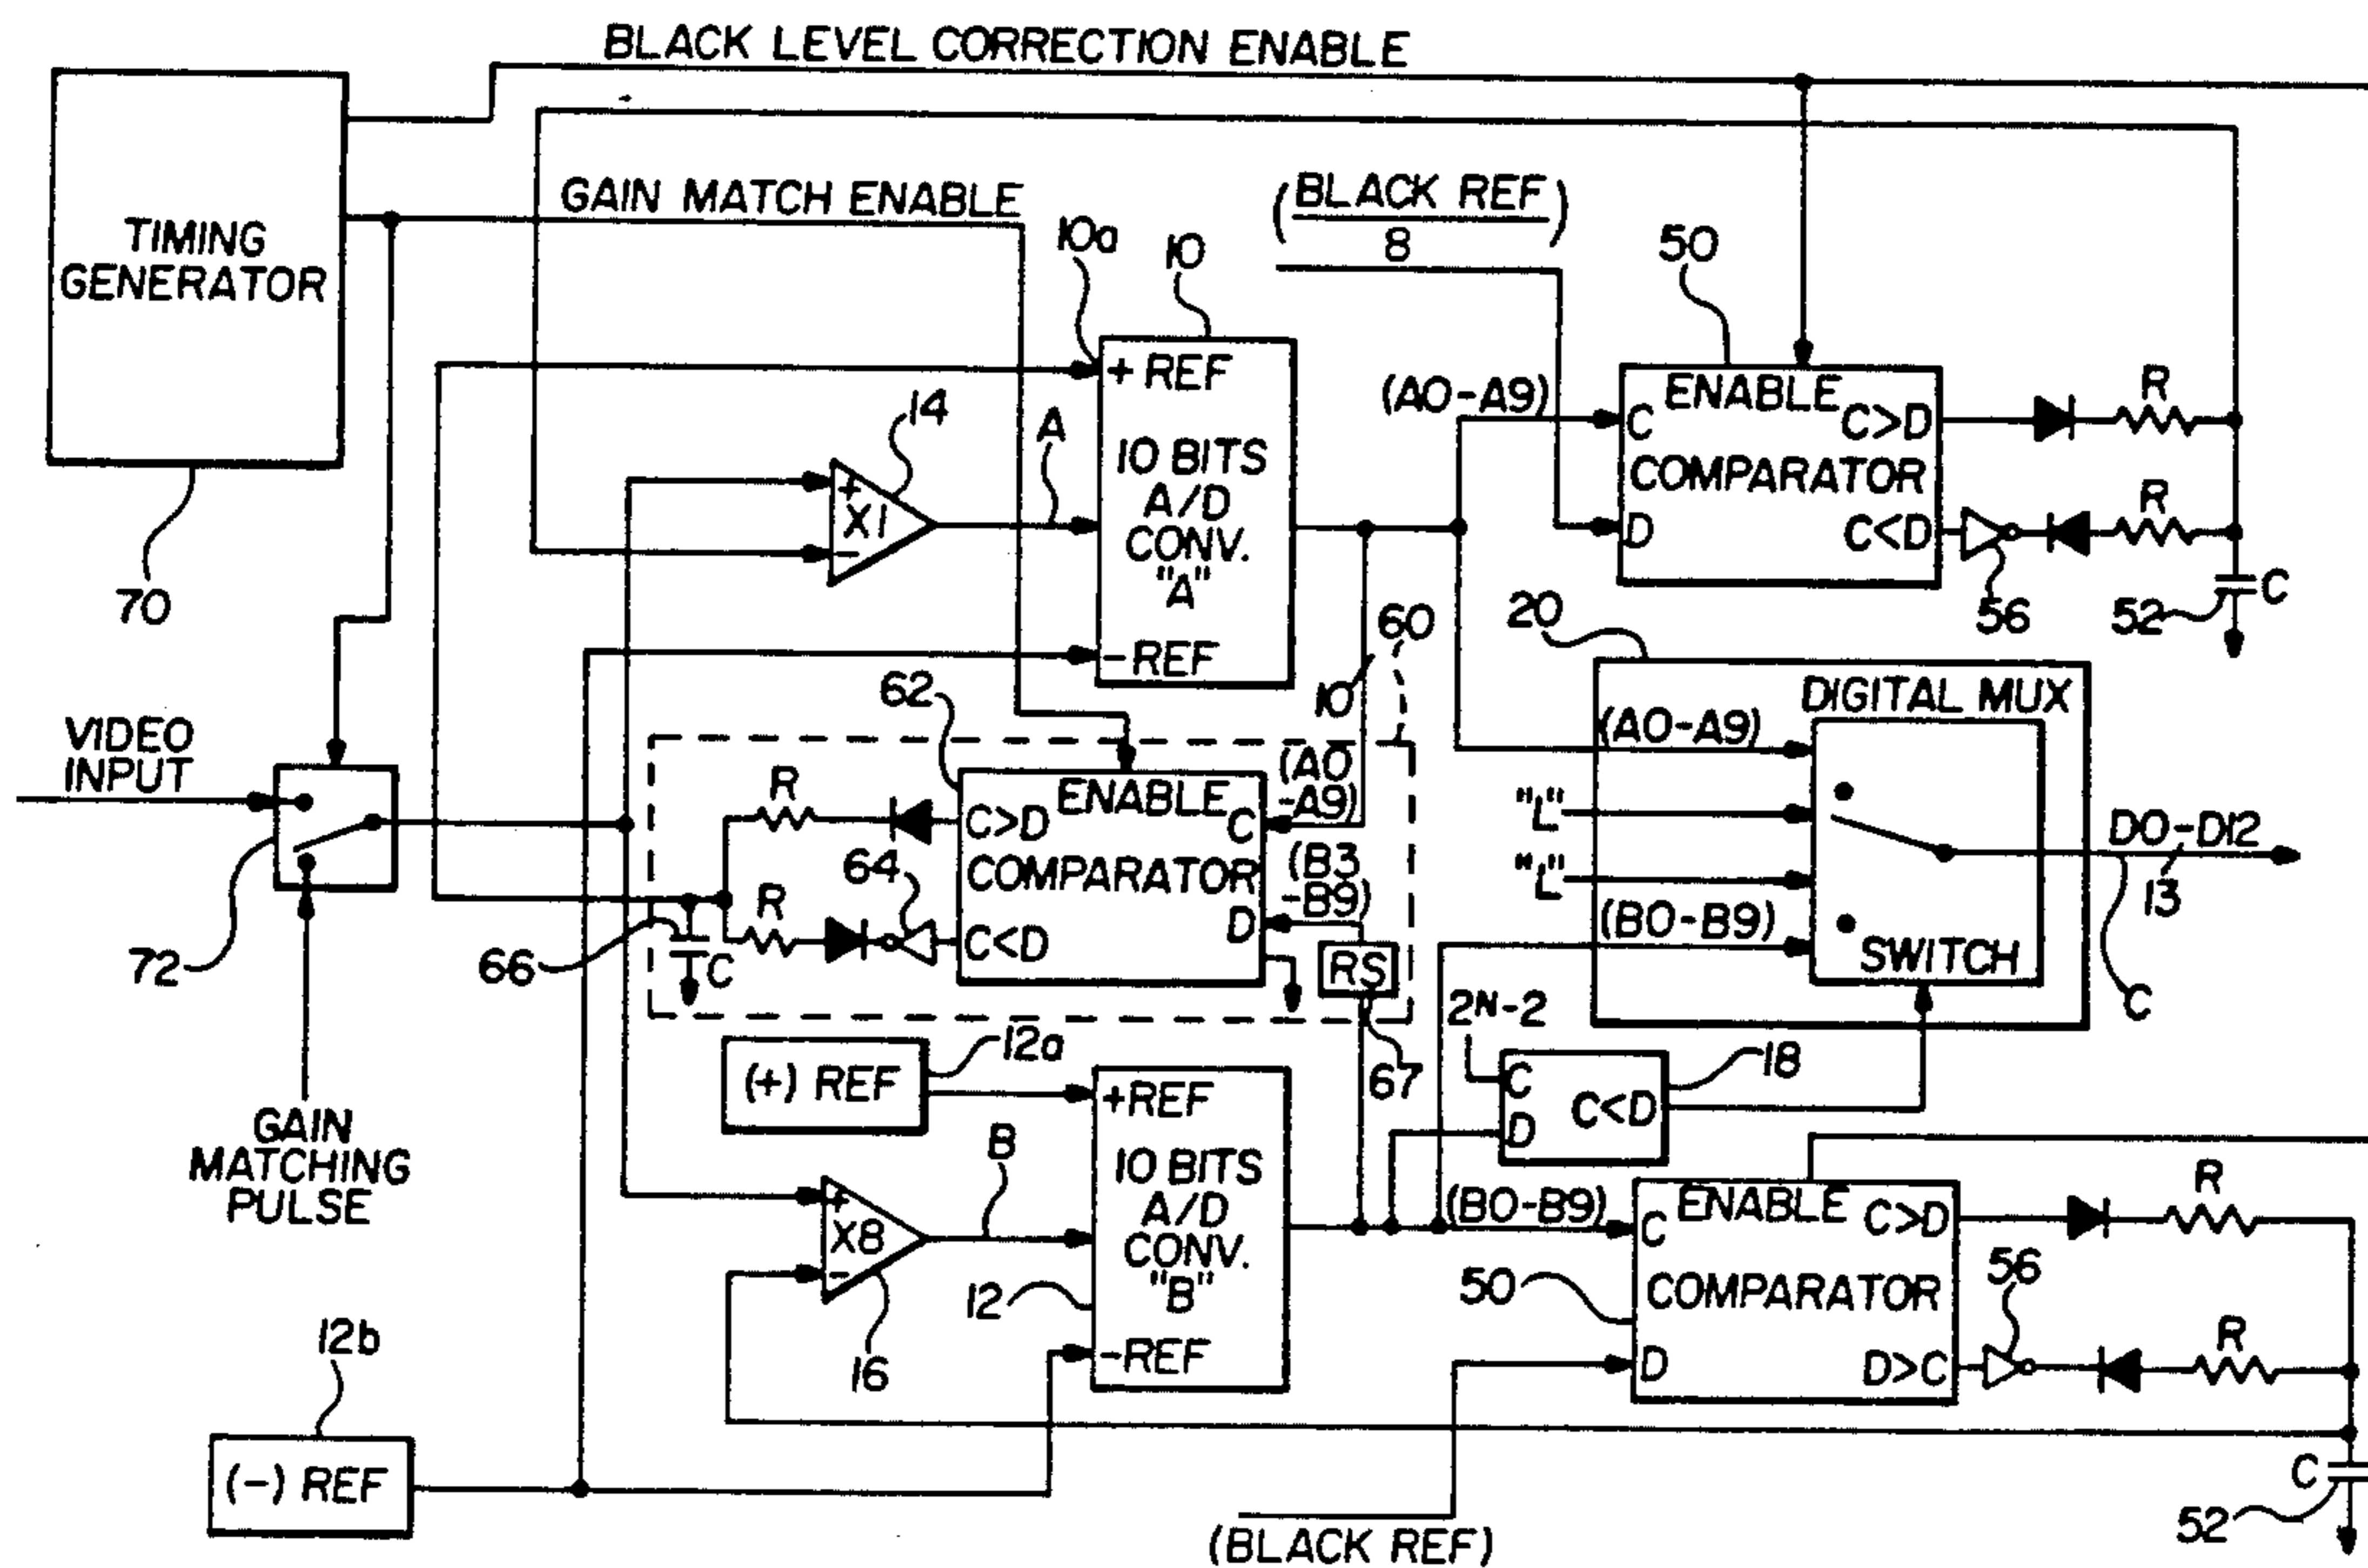 BLACK LEVEL CORRECTION ENABLE
TIMING
GENERATOR
70
GAIN MATCH ENABLE
10a
10
(BLACK REF)
8
50
+ REF
10 BITS
A/D
CONV.
"A"
-REF
14
+
X1
-
A
(A0-A9)
C
ENABLE
C>D
COMPARATOR
D
C<D
R
R
56
52
C
60
10
20
DIGITAL MUX
(A0-A9)
"L"
"L"
(B0-B9)
SWITCH
D0-D12
13
C
VIDEO
INPUT
72
GAIN
MATCHING
PULSE
62
R
C>D
ENABLE
C
(A0
-A9)
COMPARATOR
(B3
-B9)
64
R
C<D
D
66
C
RS
67
2N-2
C
D
C<D
18
(+) REF
12a
+REF
10 BITS
A/D
CONV.
"B"
-REF
12
B
+
X8
-
16
(B0-B9)
C
ENABLE
C>D
COMPARATOR
D
D>C
50
56
R
R
C
52
12b
(-) REF
(BLACK REF)